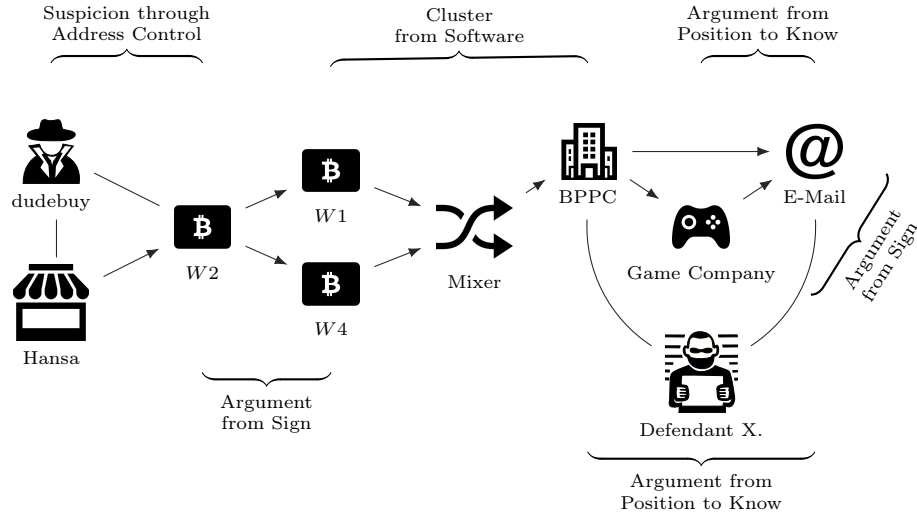 Suspicion through
Address Control
Cluster
from Software
Argument from
Position to Know
dudebuy
W1
BPPC
@
E-Mail
W2
Mixer
Game Company
Argument
from Sign
Hansa
W4
Argument
from Sign
Defendant X.
Argument from
Position to Know